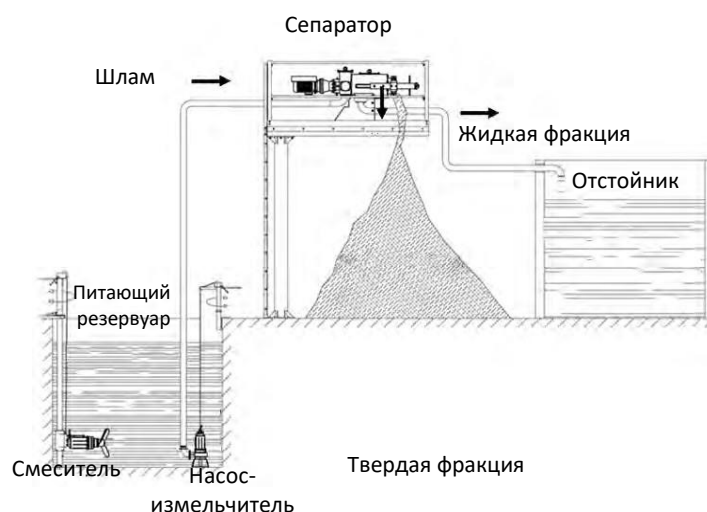 Сепаратор
Шлам
Жидкая фракция
Отстойник
Питающий
резервуар
Смеситель
Насос-
измельчитель
Твердая фракция